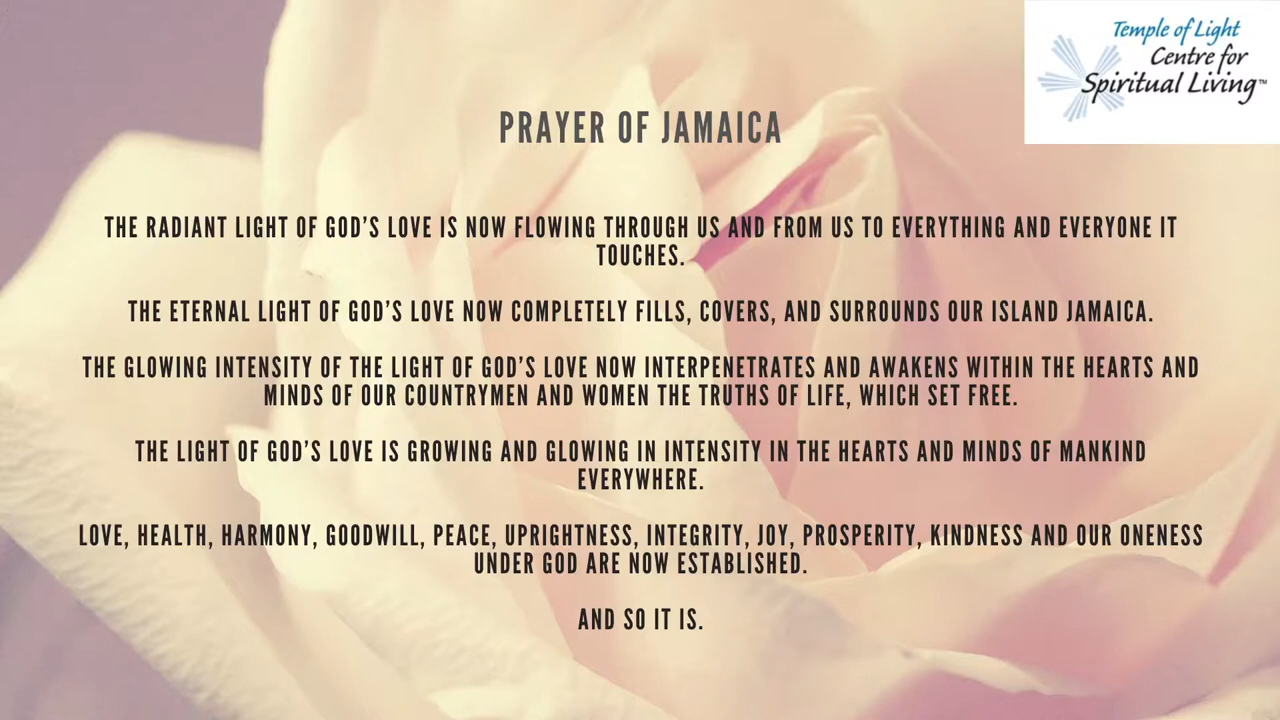 Temple of Light
Centre for
Spiritual Living™
PRAYER OF JAMAICA
THE RADIANT LIGHT OF GOD'S LOVE IS NOW FLOWING THROUGH US AND FROM US TO EVERYTHING AND EVERYONE IT
TOUCHES.
THE ETERNAL LIGHT OF GOD'S LOVE NOW COMPLETELY FILLS, COVERS, AND SURROUNDS OUR ISLAND JAMAICA.
THE GLOWING INTENSITY OF THE LIGHT OF GOD'S LOVE NOW INTERPENETRATES AND AWAKENS WITHIN THE HEARTS AND
MINDS OF OUR COUNTRYMEN AND WOMEN THE TRUTHS OF LIFE, WHICH SET FREE.
THE LIGHT OF GOD'S LOVE IS GROWING AND GLOWING IN INTENSITY IN THE HEARTS AND MINDS OF MANKIND
EVERYWHERE.
LOVE, HEALTH, HARMONY, GOODWILL, PEACE, UPRIGHTNESS, INTEGRITY, JOY, PROSPERITY, KINDNESS AND OUR ONENESS
UNDER GOD ARE NOW ESTABLISHED.
AND SO IT IS.